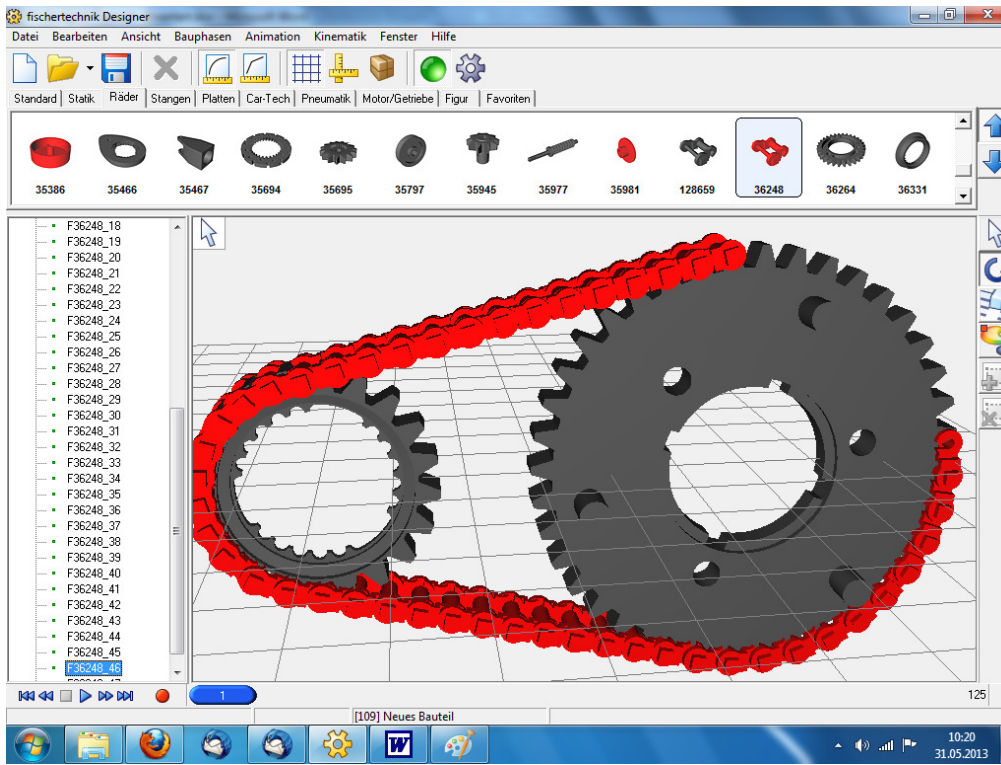 fischertechnik Designer
Datei Bearbeiten Ansicht Bauphasen Animation Kinematik Fenster Hilfe
Standard Statik Räder Stangen Platten Car-Tech Pneumatik Motor/Getriebe Figur Favoriten
35386 35466 35467 35694 35695 35797 35945 35977 35981 128659 36248 36264 36331
F36248_18
F36248_19
F36248_20
F36248_21
F36248_22
F36248_23
F36248_24
F36248_25
F36248_26
F36248_27
F36248_28
F36248_29
F36248_30
F36248_31
F36248_32
F36248_33
F36248_34
F36248_35
F36248_36
F36248_37
F36248_38
F36248_39
F36248_40
F36248_41
F36248_42
F36248_43
F36248_44
F36248_45
F36248_46
1 125
[109] Neues Bauteil
W
10:20
31.05.2013